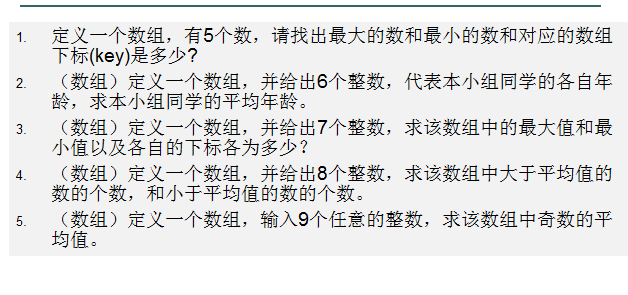 1. 定义一个数组，有5个数，请找出最大的数和最小的数和对应的数组
下标(key)是多少?
2. （数组）定义一个数组，并给出6个整数，代表本小组同学的各自年
龄，求本小组同学的平均年龄。
3. （数组）定义一个数组，并给出7个整数，求该数组中的最大值和最
小值以及各自的下标各为多少？
4. （数组）定义一个数组，并给出8个整数，求该数组中大于平均值的
数的个数，和小于平均值的数的个数。
5. （数组）定义一个数组，输入9个任意的整数，求该数组中奇数的平
均值。